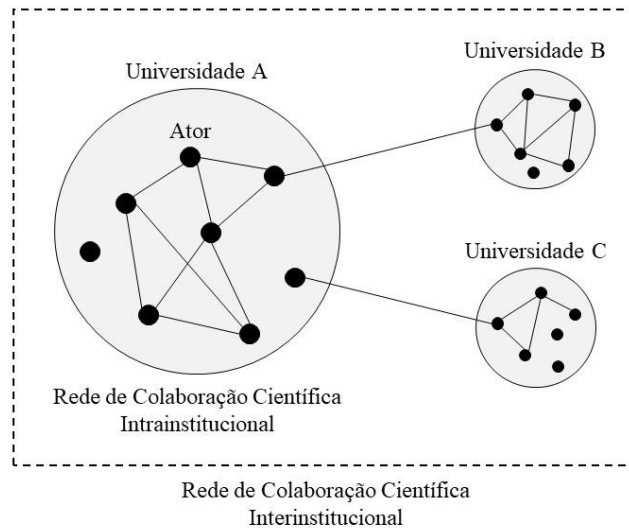 Universidade A
Universidade B
Ator
Universidade C
Rede de Colaboração Científica
Intrainstitucional
Rede de Colaboração Científica
Interinstitucional